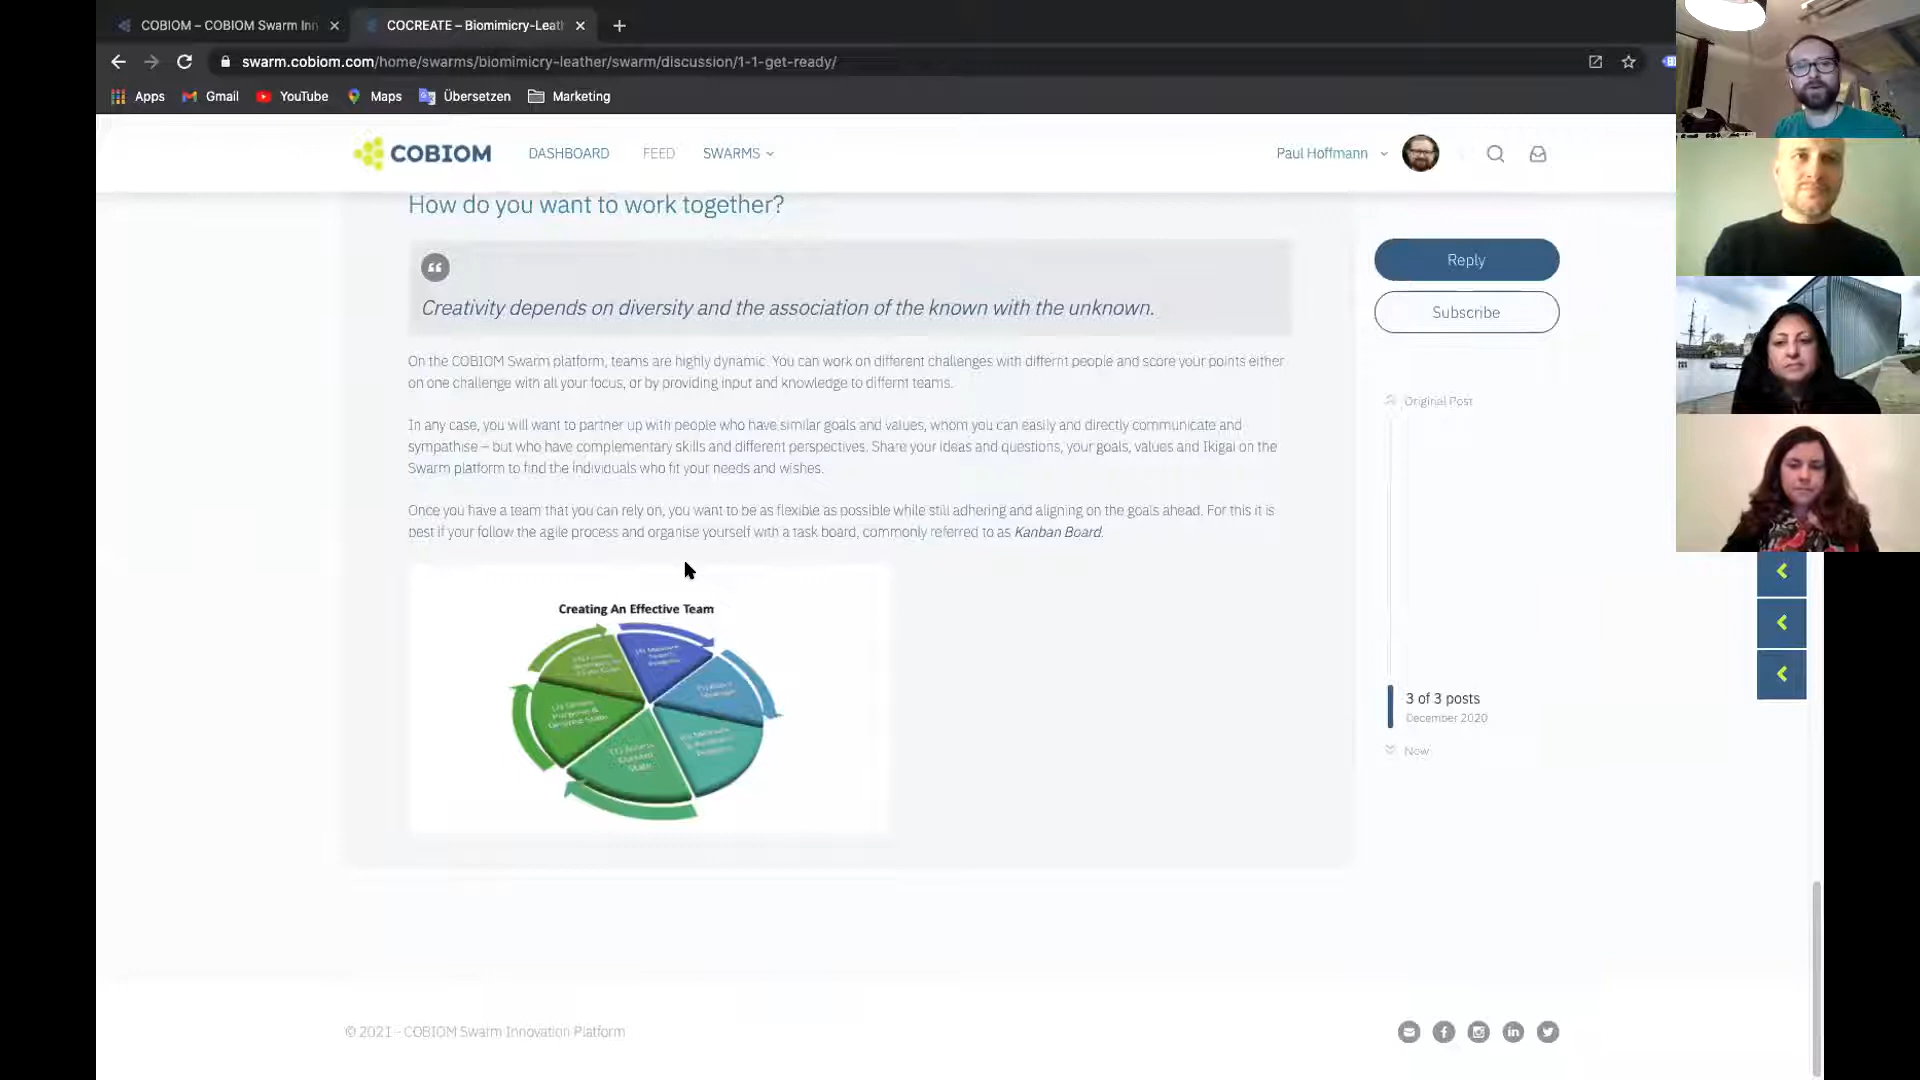 COBIOM – COBIOM Swarm Inn
COCREATE – Biomimicry-Leat
swarm.cobiom.com/home/swarms/biomimicry-leather/swarm/discussion/1-1-get-ready/
Apps
Gmail
YouTube
Maps
Übersetzen
Marketing
COBIOM
DASHBOARD
FEED
SWARMS
Paul Hoffmann
How do you want to work together?
Creativity depends on diversity and the association of the known with the unknown.
On the COBIOM Swarm platform, teams are highly dynamic. You can work on different challenges with differnt people and score your points either
on one challenge with all your focus, or by providing input and knowledge to differnt teams.
In any case, you will want to partner up with people who have similar goals and values, whom you can easily and directly communicate and
sympathise – but who have complementary skills and different perspectives. Share your ideas and questions, your goals, values and Ikigai on the
Swarm platform to find the individuals who fit your needs and wishes.
Once you have a team that you can rely on, you want to be as flexible as possible while still adhering and aligning on the goals ahead. For this it is
best if your follow the agile process and organise yourself with a task board, commonly referred to as Kanban Board.
Reply
Subscribe
Original Post
3 of 3 posts
December 2020
Now
Creating An Effective Team
© 2021 - COBIOM Swarm Innovation Platform